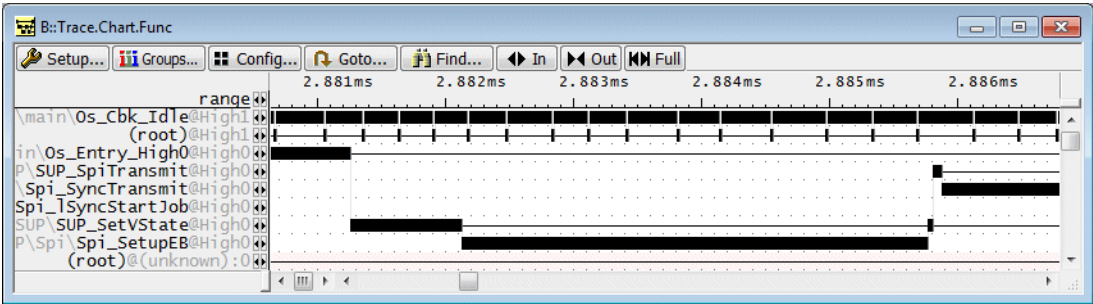 B::Trace.Chart.Func
Setup... Groups... Config... Goto... Find... In Out Full
2.881ms 2.882ms 2.883ms 2.884ms 2.885ms 2.886ms
range
\main\Os_Cbk_Idle@High1
(root)@High1
in\Os_Entry_High0@High0
P\SUP_SpiTransmit@High0
\Spi_SyncTransmit@High0
Spi_lSyncStartJob@High0
SUP\SUP_SetVState@High0
P\Spi\Spi_SetupEB@High0
(root)@(unknown):0